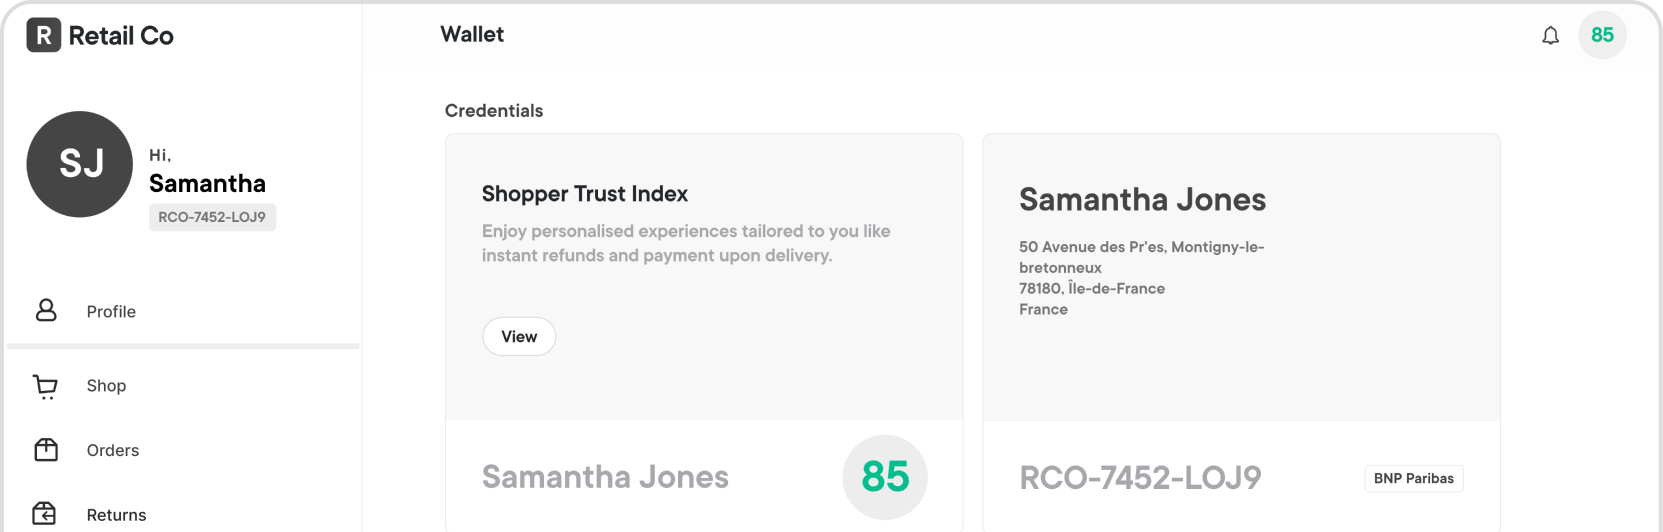 R Retail Co
Wallet
85
SJ
Hi,
Samantha
RCO-7452-LOJ9
Profile
Shop
Orders
Returns
Credentials
Shopper Trust Index
Enjoy personalised experiences tailored to you like
instant refunds and payment upon delivery.
View
Samantha Jones
85
Samantha Jones
50 Avenue des Pr'es, Montigny-le-
bretonneux
78180, Île-de-France
France
RCO-7452-LOJ9
BNP Paribas